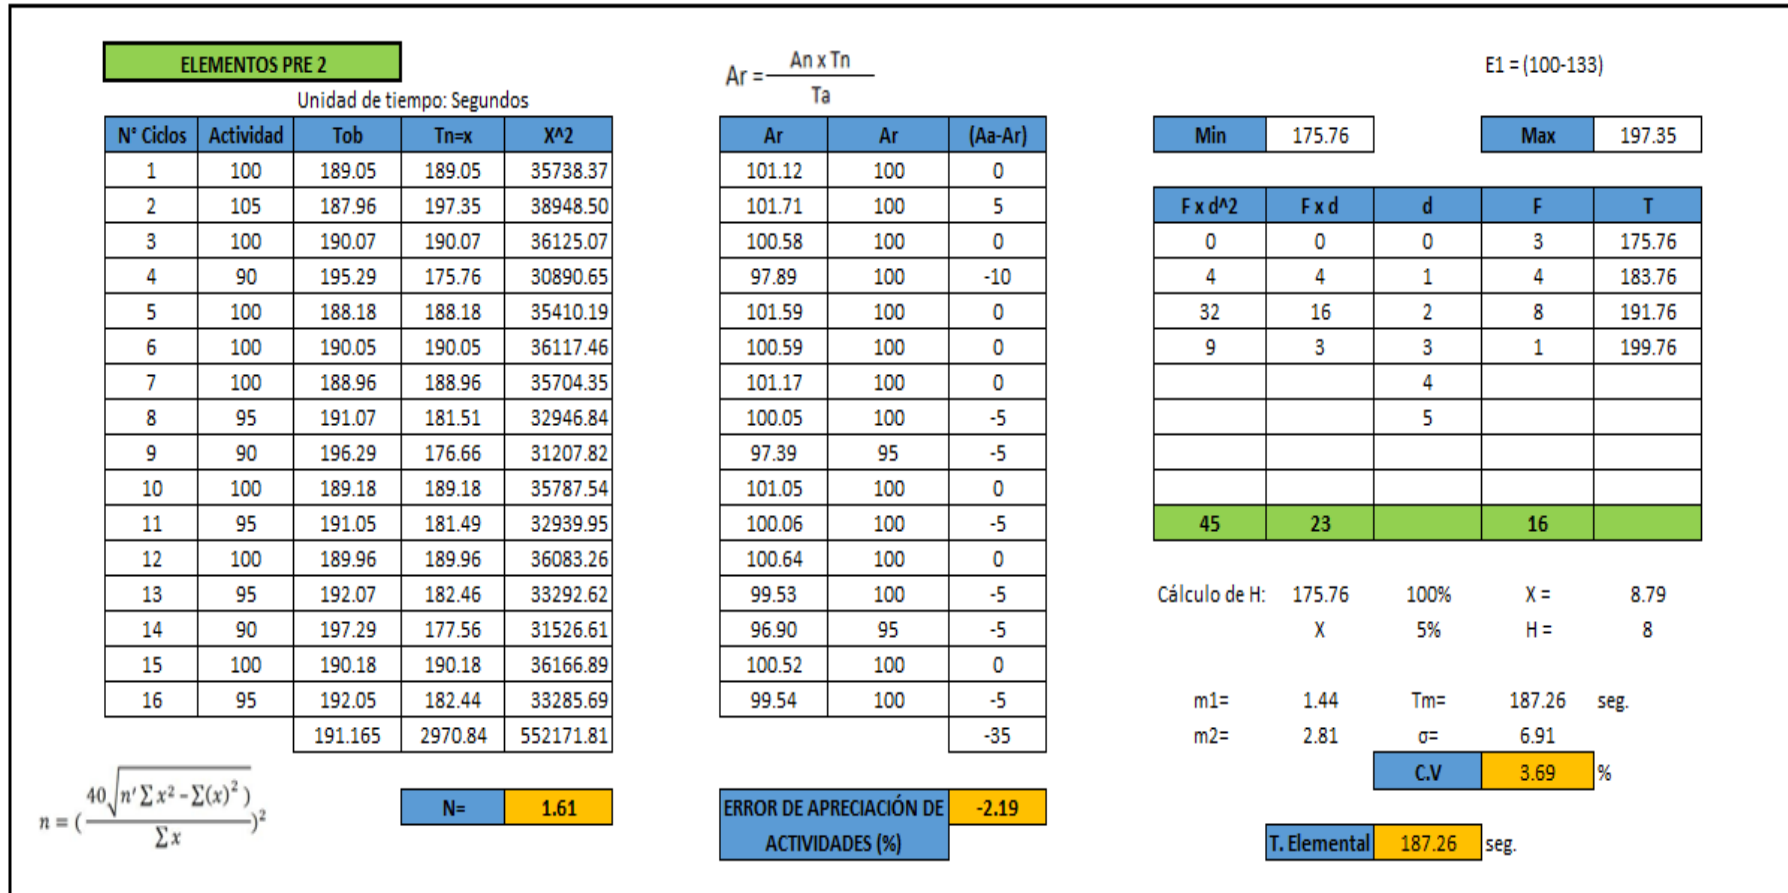 ELEMENTOS PRE 2
Unidad de tiempo: Segundos
N° Ciclos Actividad Tob Tn=x X^2
1 100 189.05 189.05 35738.37
2 105 187.96 197.35 38948.50
3 100 190.07 190.07 36125.07
4 90 195.29 175.76 30890.65
5 100 188.18 188.18 35410.19
6 100 190.05 190.05 36117.46
7 100 188.96 188.96 35704.35
8 95 191.07 181.51 32946.84
9 90 196.29 176.66 31207.82
10 100 189.18 189.18 35787.54
11 95 191.05 181.49 32939.95
12 100 189.96 189.96 36083.26
13 95 192.07 182.46 33292.62
14 90 197.29 177.56 31526.61
15 100 190.18 190.18 36166.89
16 95 192.05 182.44 33285.69
191.165 2970.84 552171.81
n = ( 40√(n′ ∑ x² − ∑(x)² ) / ∑ x )²
N= 1.61
Ar = An x Tn / Ta
Ar Ar (Aa-Ar)
101.12 100 0
101.71 100 5
100.58 100 0
97.89 100 -10
101.59 100 0
100.59 100 0
101.17 100 0
100.05 100 -5
97.39 95 -5
101.05 100 0
100.06 100 -5
100.64 100 0
99.53 100 -5
96.90 95 -5
100.52 100 0
99.54 100 -5
-35
ERROR DE APRECIACIÓN DE -2.19
ACTIVIDADES (%)
E1 = (100-133)
Min 175.76 Max 197.35
F x d^2 F x d d F T
0 0 0 3 175.76
4 4 1 4 183.76
32 16 2 8 191.76
9 3 3 1 199.76
4
5
45 23 16
Cálculo de H: 175.76 100% X = 8.79
X 5% H = 8
m1= 1.44 Tm= 187.26 seg.
m2= 2.81 σ= 6.91
C.V 3.69 %
T. Elemental 187.26 seg.